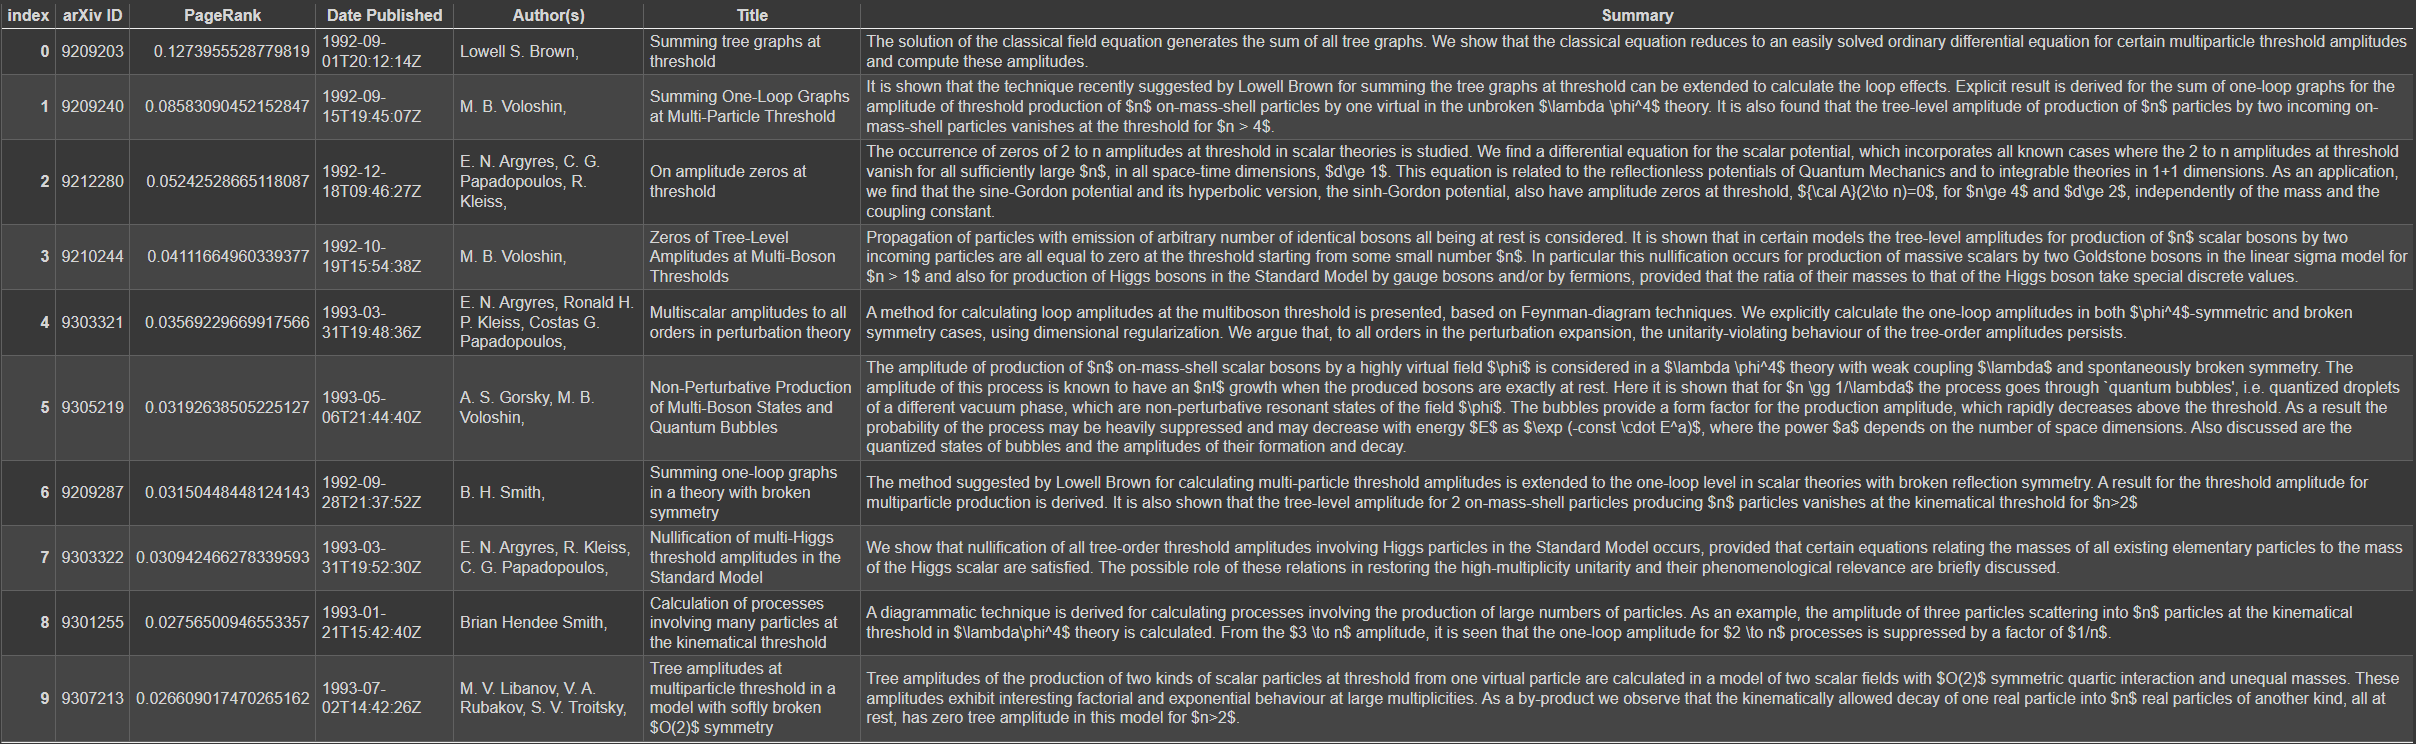 index arXiv ID PageRank Date Published Author(s) Title Summary
0 9209203 0.1273955528779819 1992-09-01T20:12:14Z Lowell S. Brown, Summing tree graphs at threshold The solution of the classical field equation generates the sum of all tree graphs. We show that the classical equation reduces to an easily solved ordinary differential equation for certain multiparticle threshold amplitudes and compute these amplitudes.
1 9209240 0.08583090452152847 1992-09-15T19:45:07Z M. B. Voloshin, Summing One-Loop Graphs at Multi-Particle Threshold It is shown that the technique recently suggested by Lowell Brown for summing the tree graphs at threshold can be extended to calculate the loop effects. Explicit result is derived for the sum of one-loop graphs for the amplitude of threshold production of $n$ on-mass-shell particles by one virtual in the unbroken $\lambda \phi^4$ theory. It is also found that the tree-level amplitude of production of $n$ particles by two incoming on-mass-shell particles vanishes at the threshold for $n > 4$.
2 9212280 0.05242528665118087 1992-12-18T09:46:27Z E. N. Argyres, C. G. Papadopoulos, R. Kleiss, On amplitude zeros at threshold The occurrence of zeros of 2 to n amplitudes at threshold in scalar theories is studied. We find a differential equation for the scalar potential, which incorporates all known cases where the 2 to n amplitudes at threshold vanish for all sufficiently large $n$, in all space-time dimensions, $d\ge 1$. This equation is related to the reflectionless potentials of Quantum Mechanics and to integrable theories in 1+1 dimensions. As an application, we find that the sine-Gordon potential and its hyperbolic version, the sinh-Gordon potential, also have amplitude zeros at threshold, ${\cal A}(2\to n)=0$, for $n\ge 4$ and $d\ge 2$, independently of the mass and the coupling constant.
3 9210244 0.04111664960339377 1992-10-19T15:54:38Z M. B. Voloshin, Zeros of Tree-Level Amplitudes at Multi-Boson Thresholds Propagation of particles with emission of arbitrary number of identical bosons all being at rest is considered. It is shown that in certain models the tree-level amplitudes for production of $n$ scalar bosons by two incoming particles are all equal to zero at the threshold starting from some small number $n$. In particular this nullification occurs for production of massive scalars by two Goldstone bosons in the linear sigma model for $n > 1$ and also for production of Higgs bosons in the Standard Model by gauge bosons and/or by fermions, provided that the ratia of their masses to that of the Higgs boson take special discrete values.
4 9303321 0.03569229669917566 1993-03-31T19:48:36Z E. N. Argyres, Ronald H. P. Kleiss, Costas G. Papadopoulos, Multiscalar amplitudes to all orders in perturbation theory A method for calculating loop amplitudes at the multiboson threshold is presented, based on Feynman-diagram techniques. We explicitly calculate the one-loop amplitudes in both $\phi^4$-symmetric and broken symmetry cases, using dimensional regularization. We argue that, to all orders in the perturbation expansion, the unitarity-violating behaviour of the tree-order amplitudes persists.
5 9305219 0.03192638505225127 1993-05-06T21:44:40Z A. S. Gorsky, M. B. Voloshin, Non-Perturbative Production of Multi-Boson States and Quantum Bubbles The amplitude of production of $n$ on-mass-shell scalar bosons by a highly virtual field $\phi$ is considered in a $\lambda \phi^4$ theory with weak coupling $\lambda$ and spontaneously broken symmetry. The amplitude of this process is known to have an $n!$ growth when the produced bosons are exactly at rest. Here it is shown that for $n \gg 1/\lambda$ the process goes through `quantum bubbles', i.e. quantized droplets of a different vacuum phase, which are non-perturbative resonant states of the field $\phi$. The bubbles provide a form factor for the production amplitude, which rapidly decreases above the threshold. As a result the probability of the process may be heavily suppressed and may decrease with energy $E$ as $\exp (-const \cdot E^a)$, where the power $a$ depends on the number of space dimensions. Also discussed are the quantized states of bubbles and the amplitudes of their formation and decay.
6 9209287 0.03150448448124143 1992-09-28T21:37:52Z B. H. Smith, Summing one-loop graphs in a theory with broken symmetry The method suggested by Lowell Brown for calculating multi-particle threshold amplitudes is extended to the one-loop level in scalar theories with broken reflection symmetry. A result for the threshold amplitude for multiparticle production is derived. It is also shown that the tree-level amplitude for 2 on-mass-shell particles producing $n$ particles vanishes at the kinematical threshold for $n>2$
7 9303322 0.030942466278339593 1993-03-31T19:52:30Z E. N. Argyres, R. Kleiss, C. G. Papadopoulos, Nullification of multi-Higgs threshold amplitudes in the Standard Model We show that nullification of all tree-order threshold amplitudes involving Higgs particles in the Standard Model occurs, provided that certain equations relating the masses of all existing elementary particles to the mass of the Higgs scalar are satisfied. The possible role of these relations in restoring the high-multiplicity unitarity and their phenomenological relevance are briefly discussed.
8 9301255 0.02756500946553357 1993-01-21T15:42:40Z Brian Hendee Smith, Calculation of processes involving many particles at the kinematical threshold A diagrammatic technique is derived for calculating processes involving the production of large numbers of particles. As an example, the amplitude of three particles scattering into $n$ particles at the kinematical threshold in $\lambda\phi^4$ theory is calculated. From the $3 \to n$ amplitude, it is seen that the one-loop amplitude for $2 \to n$ processes is suppressed by a factor of $1/n$.
9 9307213 0.026609017470265162 1993-07-02T14:42:26Z M. V. Libanov, V. A. Rubakov, S. V. Troitsky, Tree amplitudes at multiparticle threshold in a model with softly broken $O(2)$ symmetry Tree amplitudes of the production of two kinds of scalar particles at threshold from one virtual particle are calculated in a model of two scalar fields with $O(2)$ symmetric quartic interaction and unequal masses. These amplitudes exhibit interesting factorial and exponential behaviour at large multiplicities. As a by-product we observe that the kinematically allowed decay of one real particle into $n$ real particles of another kind, all at rest, has zero tree amplitude in this model for $n>2$.